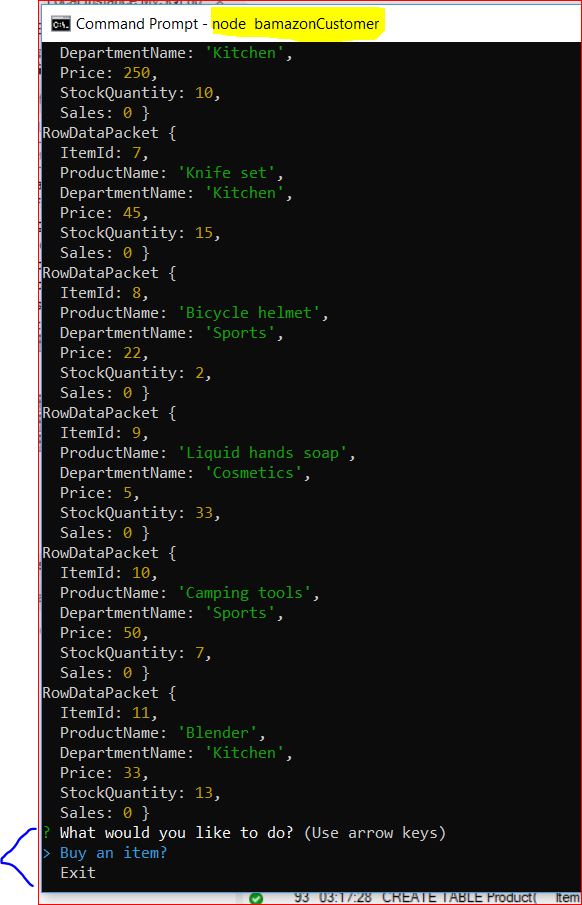 Command Prompt - node bamazonCustomer
DepartmentName: 'Kitchen',
Price: 250,
StockQuantity: 10,
Sales: 0 }
RowDataPacket {
ItemId: 7,
ProductName: 'Knife set',
DepartmentName: 'Kitchen',
Price: 45,
StockQuantity: 15,
Sales: 0 }
RowDataPacket {
ItemId: 8,
ProductName: 'Bicycle helmet',
DepartmentName: 'Sports',
Price: 22,
StockQuantity: 2,
Sales: 0 }
RowDataPacket {
ItemId: 9,
ProductName: 'Liquid hands soap',
DepartmentName: 'Cosmetics',
Price: 5,
StockQuantity: 33,
Sales: 0 }
RowDataPacket {
ItemId: 10,
ProductName: 'Camping tools',
DepartmentName: 'Sports',
Price: 50,
StockQuantity: 7,
Sales: 0 }
RowDataPacket {
ItemId: 11,
ProductName: 'Blender',
DepartmentName: 'Kitchen',
Price: 33,
StockQuantity: 13,
Sales: 0 }
? What would you like to do? (Use arrow keys)
> Buy an item?
Exit
93 03:17:28 CREATE TABLE Product( Item